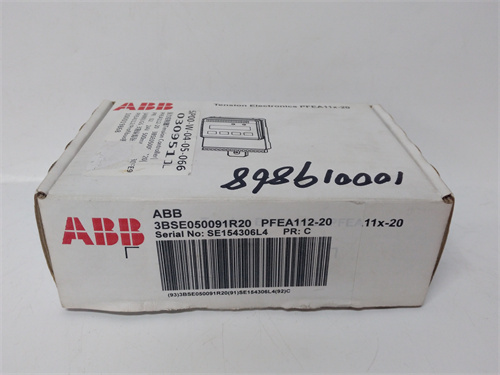 ABB
Tension Electronics PFEA11x-20
SP00 W-04-05-066
0309511
898610001
ABB
ABB
3BSE050091R20 PFEA112-20
11x-20
Serial No: SE154306L4 PR: C
(93)3BSE050091R20(91)SE154306L4(92)C